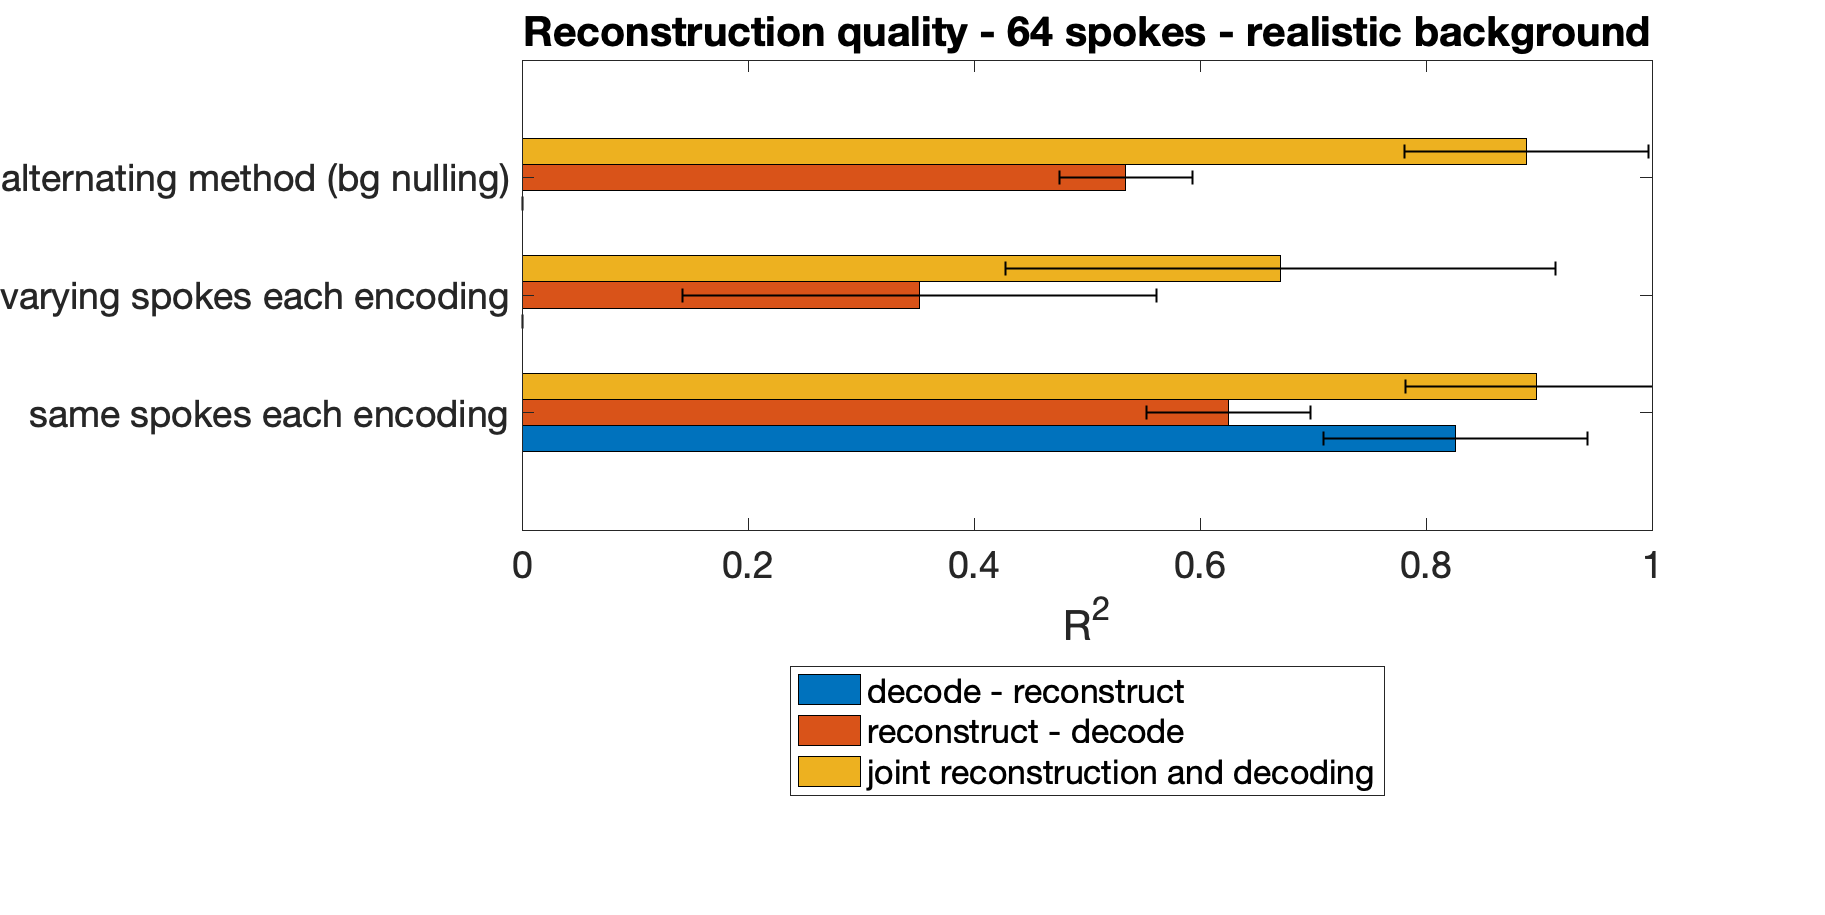 Reconstruction quality - 64 spokes - realistic background
alternating method (bg nulling)
varying spokes each encoding
same spokes each encoding
0 0.2 0.4 0.6 0.8 1
R²
decode - reconstruct
reconstruct - decode
joint reconstruction and decoding